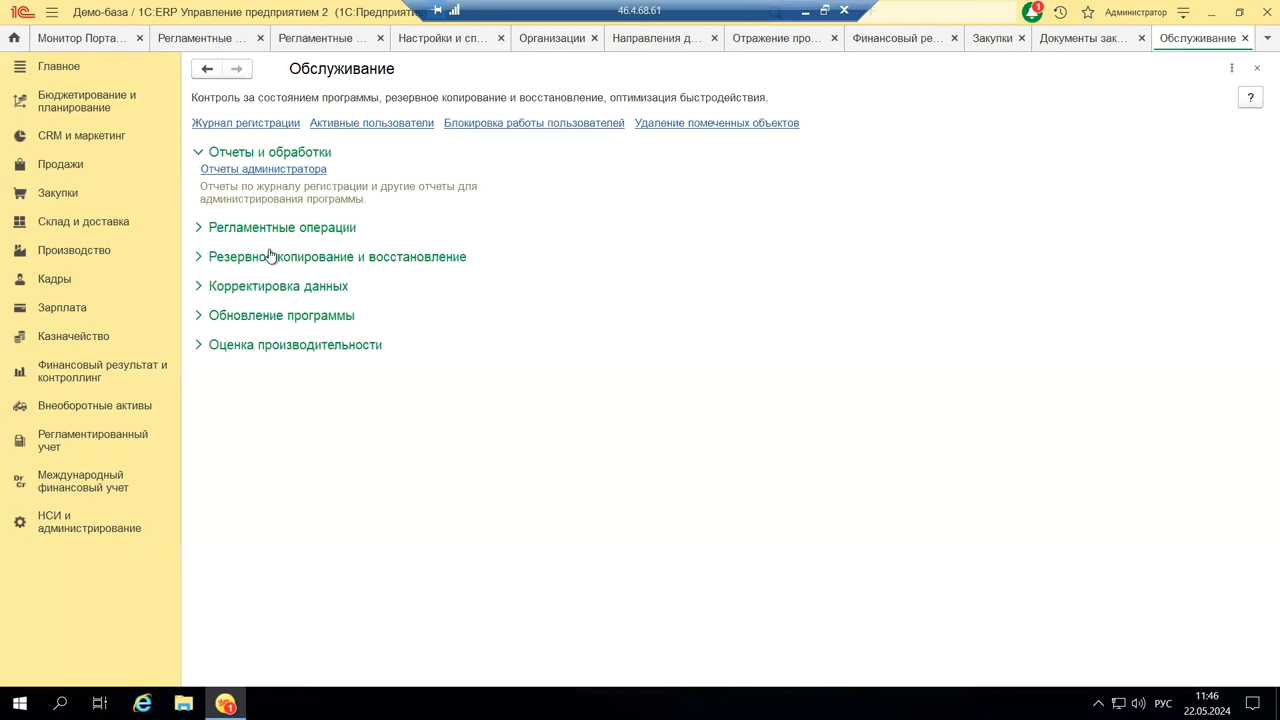 Демо-база / 1С:ERP Управление предприятием 2 (1С:Предприяти
46.4.68.61
1
Администратор
Монитор Порта...
Регламентные ...
Регламентные ...
Настройки и сп...
Организации
Направления д...
Отражение про...
Финансовый ре...
Закупки
Документы зак...
Обслуживание
Главное
Бюджетирование и
планирование
CRM и маркетинг
Продажи
Закупки
Склад и доставка
Производство
Кадры
Зарплата
Казначейство
Финансовый результат и
контроллинг
Внеоборотные активы
Регламентированный
учет
Международный
финансовый учет
НСИ и
администрирование
Обслуживание
Контроль за состоянием программы, резервное копирование и восстановление, оптимизация быстродействия.
?
Журнал регистрации
Активные пользователи
Блокировка работы пользователей
Удаление помеченных объектов
Отчеты и обработки
Отчеты администратора
Отчеты по журналу регистрации и другие отчеты для
администрирования программы.
Регламентные операции
Резервно копирование и восстановление
Корректировка данных
Обновление программы
Оценка производительности
РУС
11:46
22.05.2024